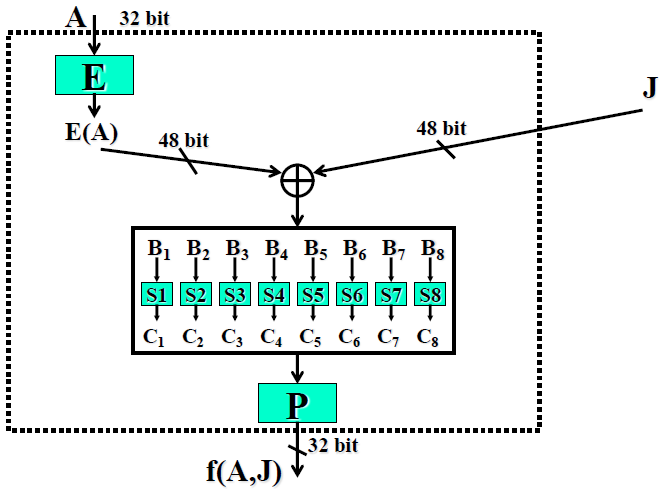 A 32 bit
E
J
E(A) 48 bit 48 bit
B1 B2 B3 B4 B5 B6 B7 B8
S1 S2 S3 S4 S5 S6 S7 S8
C1 C2 C3 C4 C5 C6 C7 C8
P
32 bit
f(A,J)